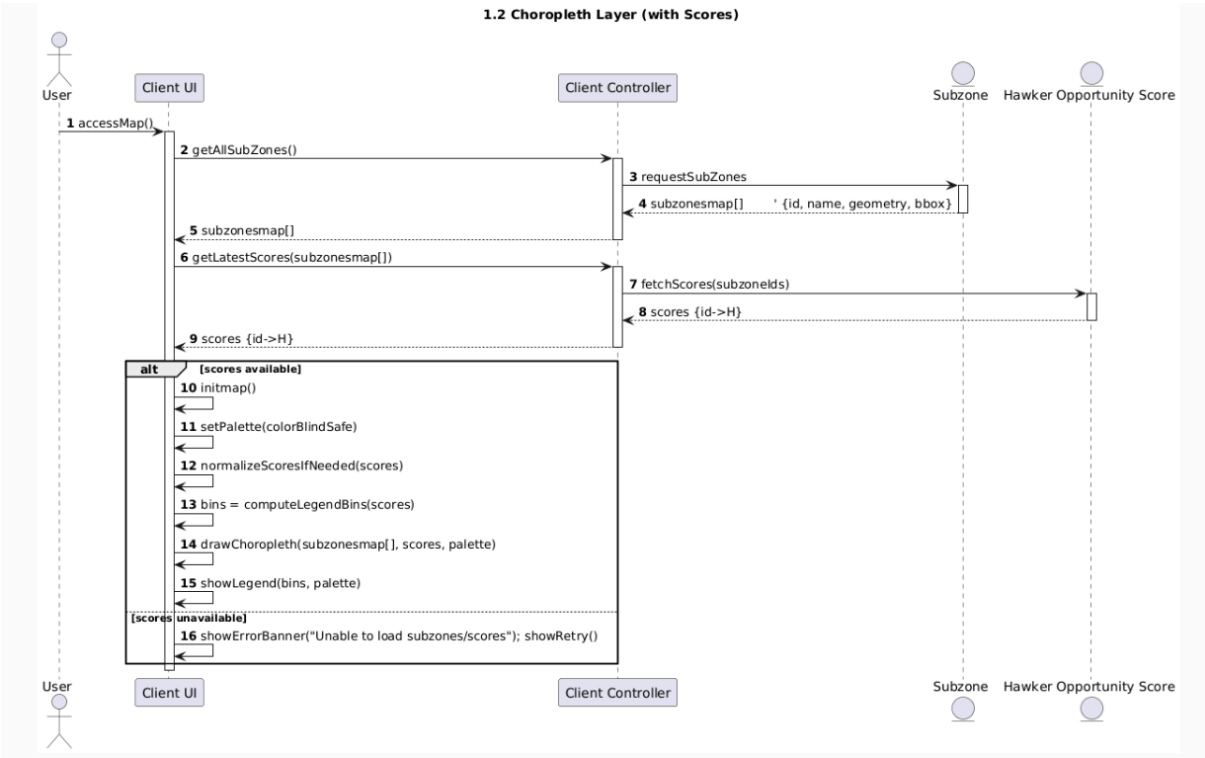 1.2 Choropleth Layer (with Scores)
User
Client UI
Client Controller
Subzone
Hawker Opportunity Score
1 accessMap()
2 getAllSubZones()
3 requestSubZones
4 subzonesmap[] ' {id, name, geometry, bbox}
5 subzonesmap[]
6 getLatestScores(subzonesmap[])
7 fetchScores(subzoneIds)
8 scores {id->H}
9 scores {id->H}
alt [scores available]
10 initmap()
11 setPalette(colorBlindSafe)
12 normalizeScoresIfNeeded(scores)
13 bins = computeLegendBins(scores)
14 drawChoropleth(subzonesmap[], scores, palette)
15 showLegend(bins, palette)
[scores unavailable]
16 showErrorBanner("Unable to load subzones/scores"); showRetry()
User
Client UI
Client Controller
Subzone
Hawker Opportunity Score